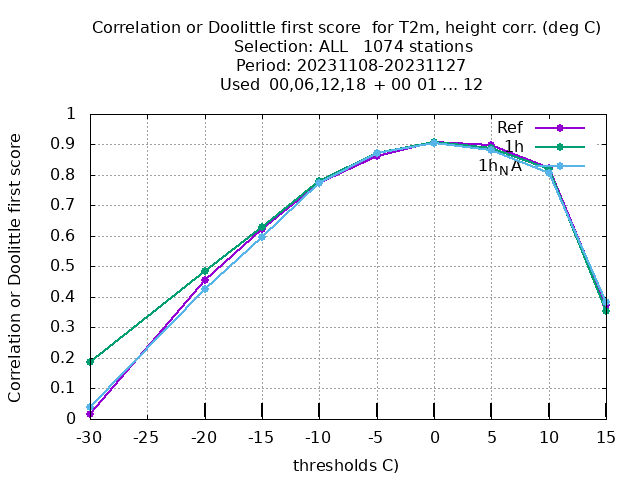 Correlation or Doolittle first score  for T2m, height corr. (deg C)
Selection: ALL   1074 stations
Period: 20231108-20231127
Used  00,06,12,18  + 00 01 ... 12
Correlation or Doolittle first score
1
0.9
0.8
0.7
0.6
0.5
0.4
0.3
0.2
0.1
0
Ref
1h
1h_NA
-30 -25 -20 -15 -10 -5 0 5 10 15
thresholds C)